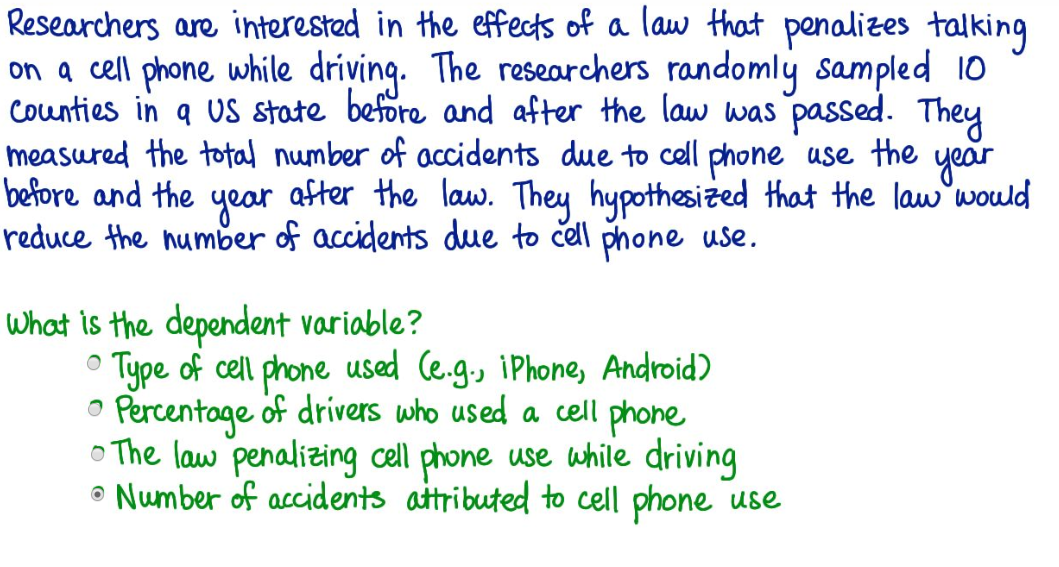 Researchers are interested in the effects of a law that penalizes talking
on a cell phone while driving. The researchers randomly sampled 10
Counties in a US state before and after the law was passed. They
measured the total number of accidents due to cell phone use the year
before and the year after the law. They hypothesized that the law would
reduce the number of accidents due to cell phone use.
What is the dependent variable?
Type of cell phone used (e.g., iPhone, Android)
Percentage of drivers who used a cell phone
The law penalizing cell phone use while driving
Number of accidents attributed to cell phone use